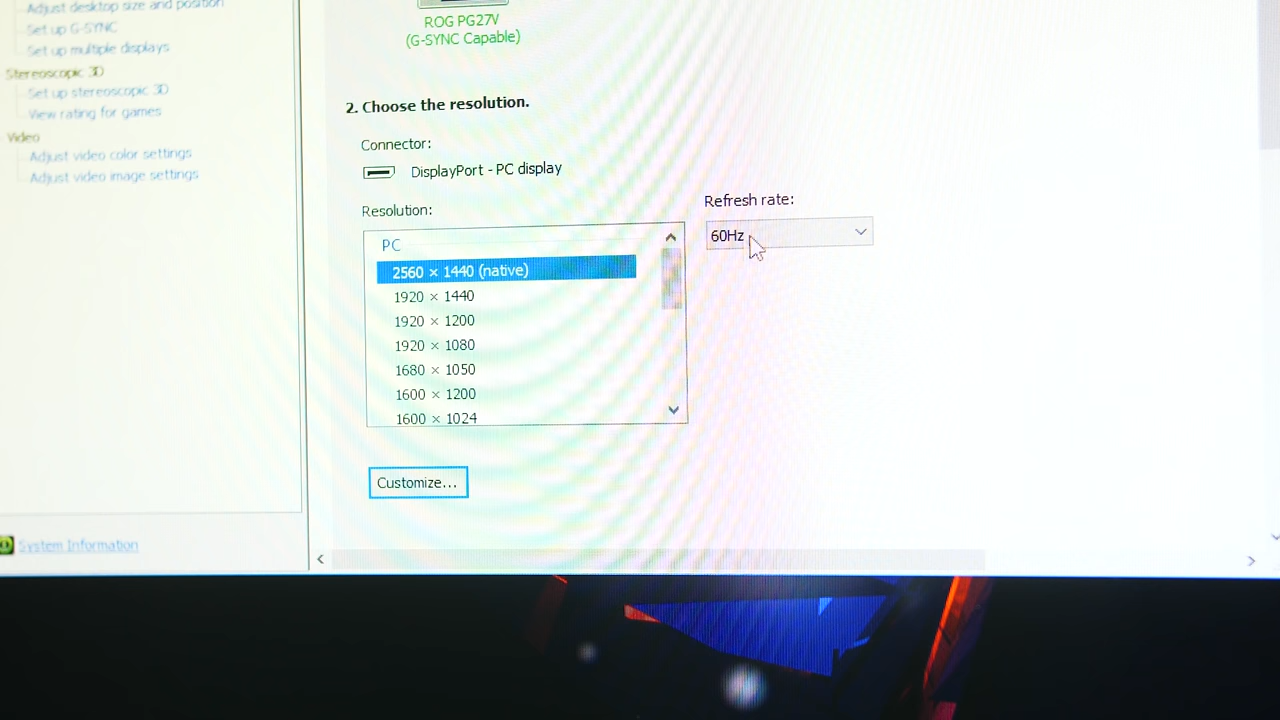 Adjust desktop size and position
Set up G-SYNC
Set up multiple displays
Stereoscopic 3D
Set up stereoscopic 3D
View rating for games
Video
Adjust video color settings
Adjust video image settings
System Information
ROG PG27V
(G-SYNC Capable)
2. Choose the resolution.
Connector:
DisplayPort - PC display
Resolution:
PC
2560 × 1440 (native)
1920 × 1440
1920 × 1200
1920 × 1080
1680 × 1050
1600 × 1200
1600 × 1024
Refresh rate:
60Hz
Customize...